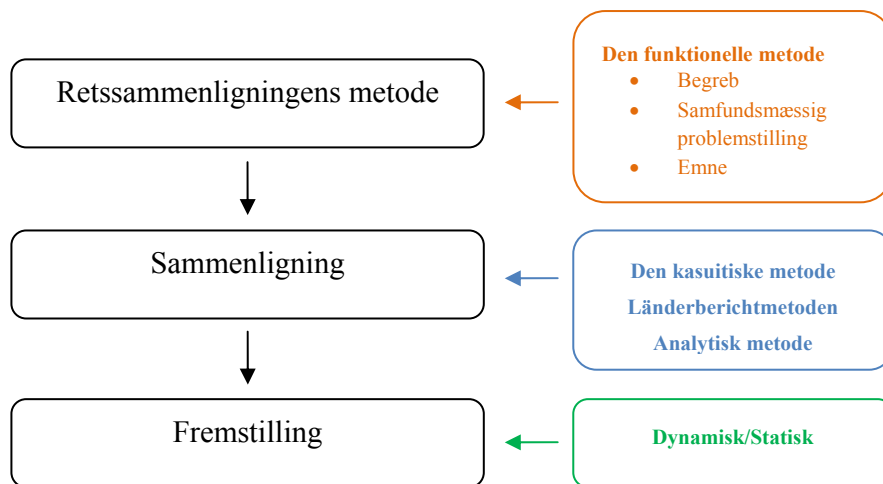 Retssammenligningens metode
Den funktionelle metode
• Begreb
• Samfundsmæssig
problemstilling
• Emne
Sammenligning
Den kasuitiske metode
Länderberichtmetoden
Analytisk metode
Fremstilling
Dynamisk/Statisk